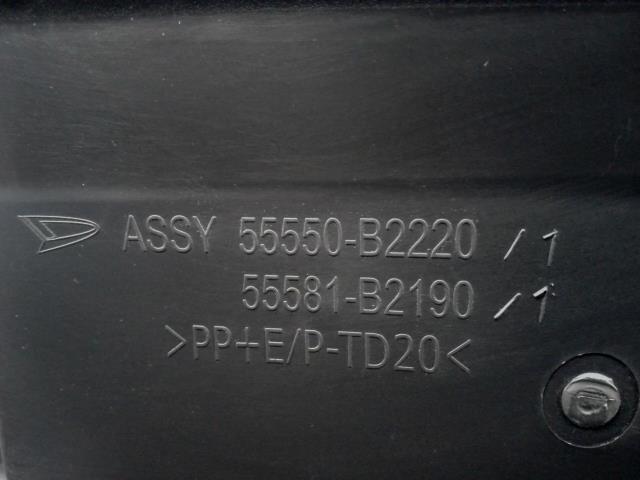 ASSY 55550-B2220 /1
55581-B2190 /1
>PP+E/P-TD20<